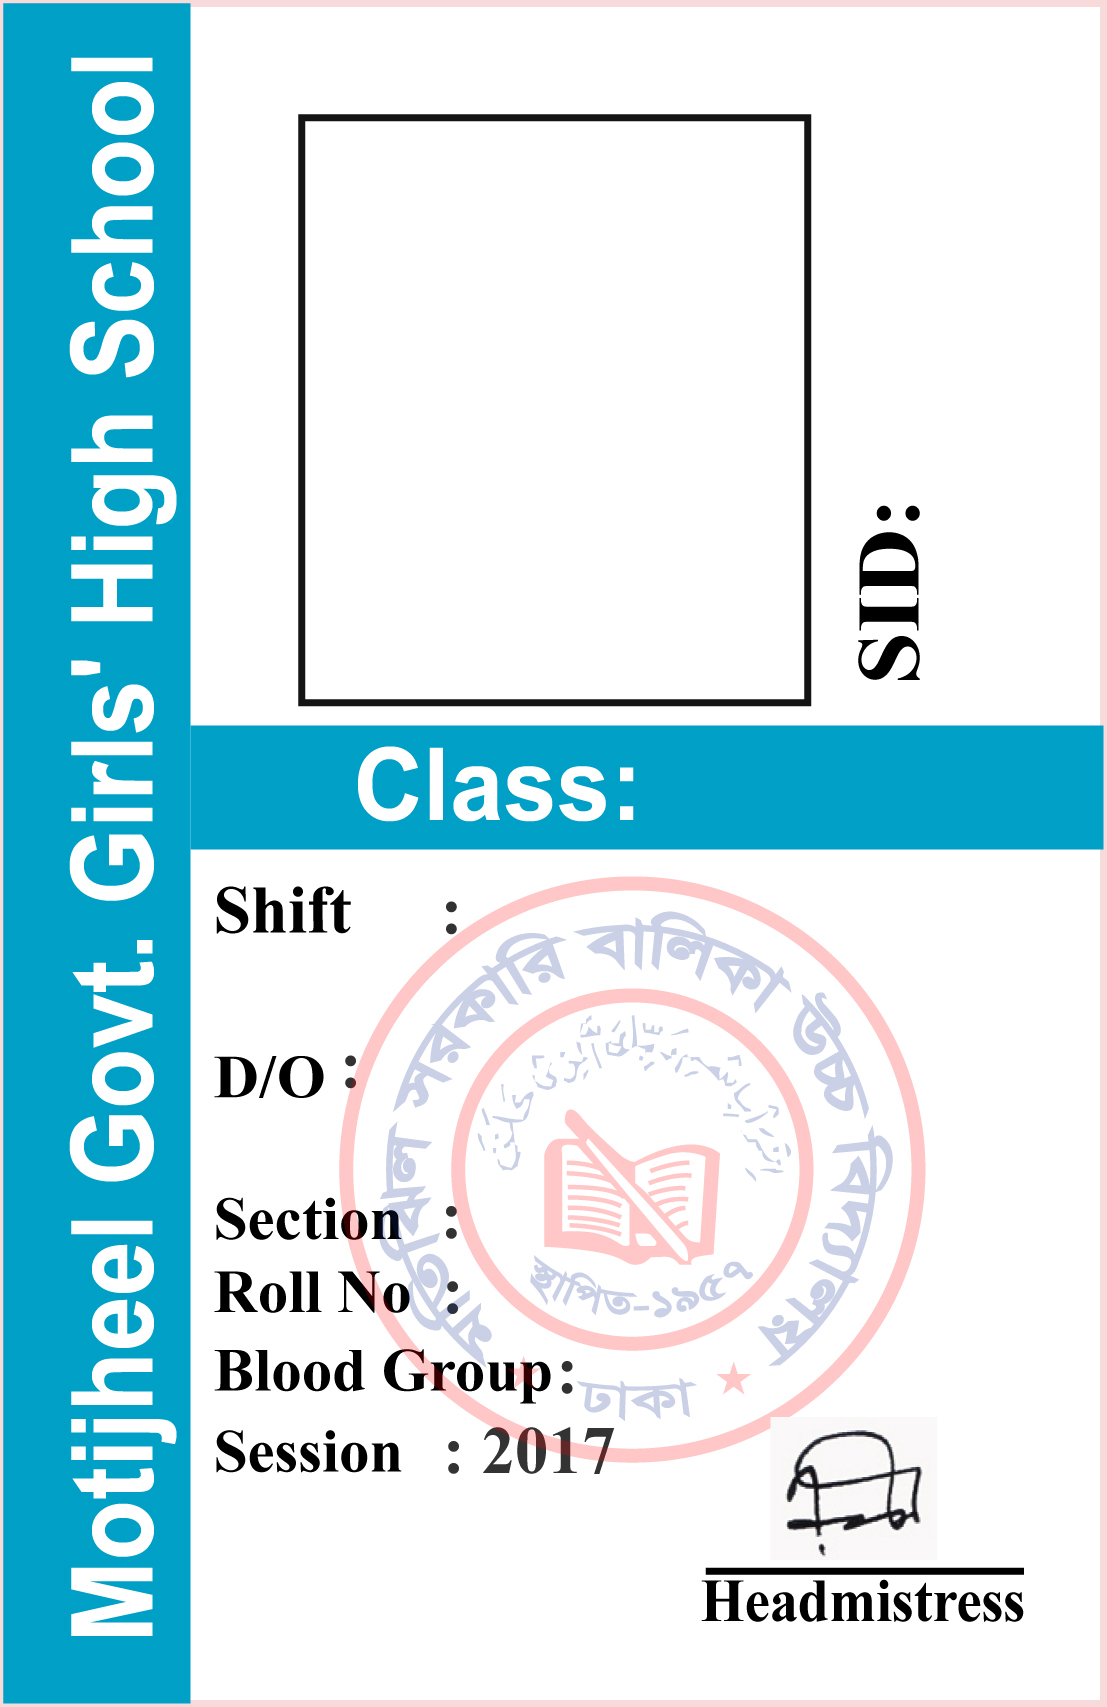 Motijheel Govt. Girls' High School
SID:
Class:
Shift :
D/O :
Section :
Roll No :
Blood Group:
Session : 2017
মতিঝিল সরকারি বালিকা উচ্চ বিদ্যালয়
স্থাপিত-১৯৫৭
ঢাকা
Headmistress